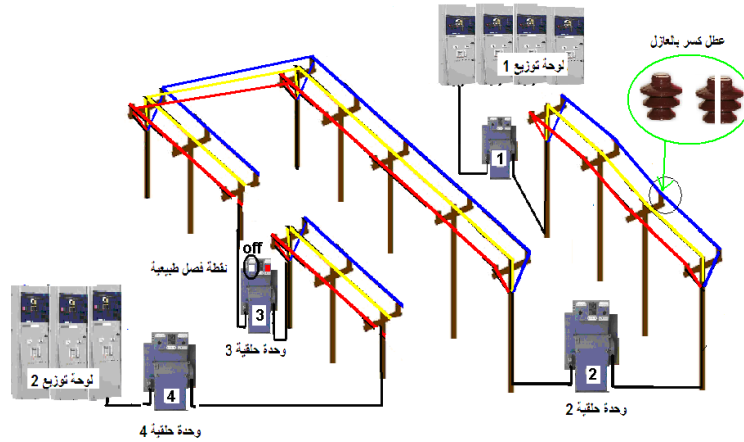 عطل كسر بالعازل
لوحة توزيع 1
1
off
نقطة فصل طبيعية
3
وحدة حلقية 3
لوحة توزيع 2
4
وحدة حلقية 4
2
وحدة حلقية 2